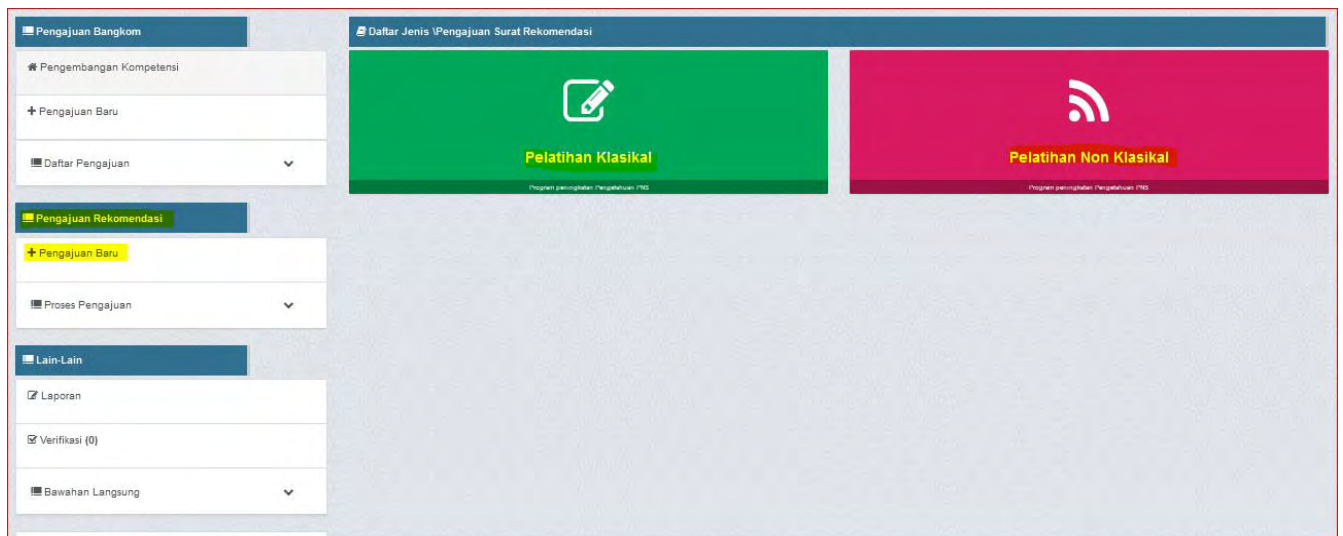 Pengajuan Bangkom
Pengembangan Kompetensi
Pengajuan Baru
Daftar Pengajuan
Pengajuan Rekomendasi
Pengajuan Baru
Proses Pengajuan
Lain-Lain
Laporan
Verifikasi (0)
Bawahan Langsung
Daftar Jenis \Pengajuan Surat Rekomendasi
Pelatihan Klasikal
Program peningkatan Pengetahuan PNS
Pelatihan Non Klasikal
Program peningkatan Pengetahuan PNS